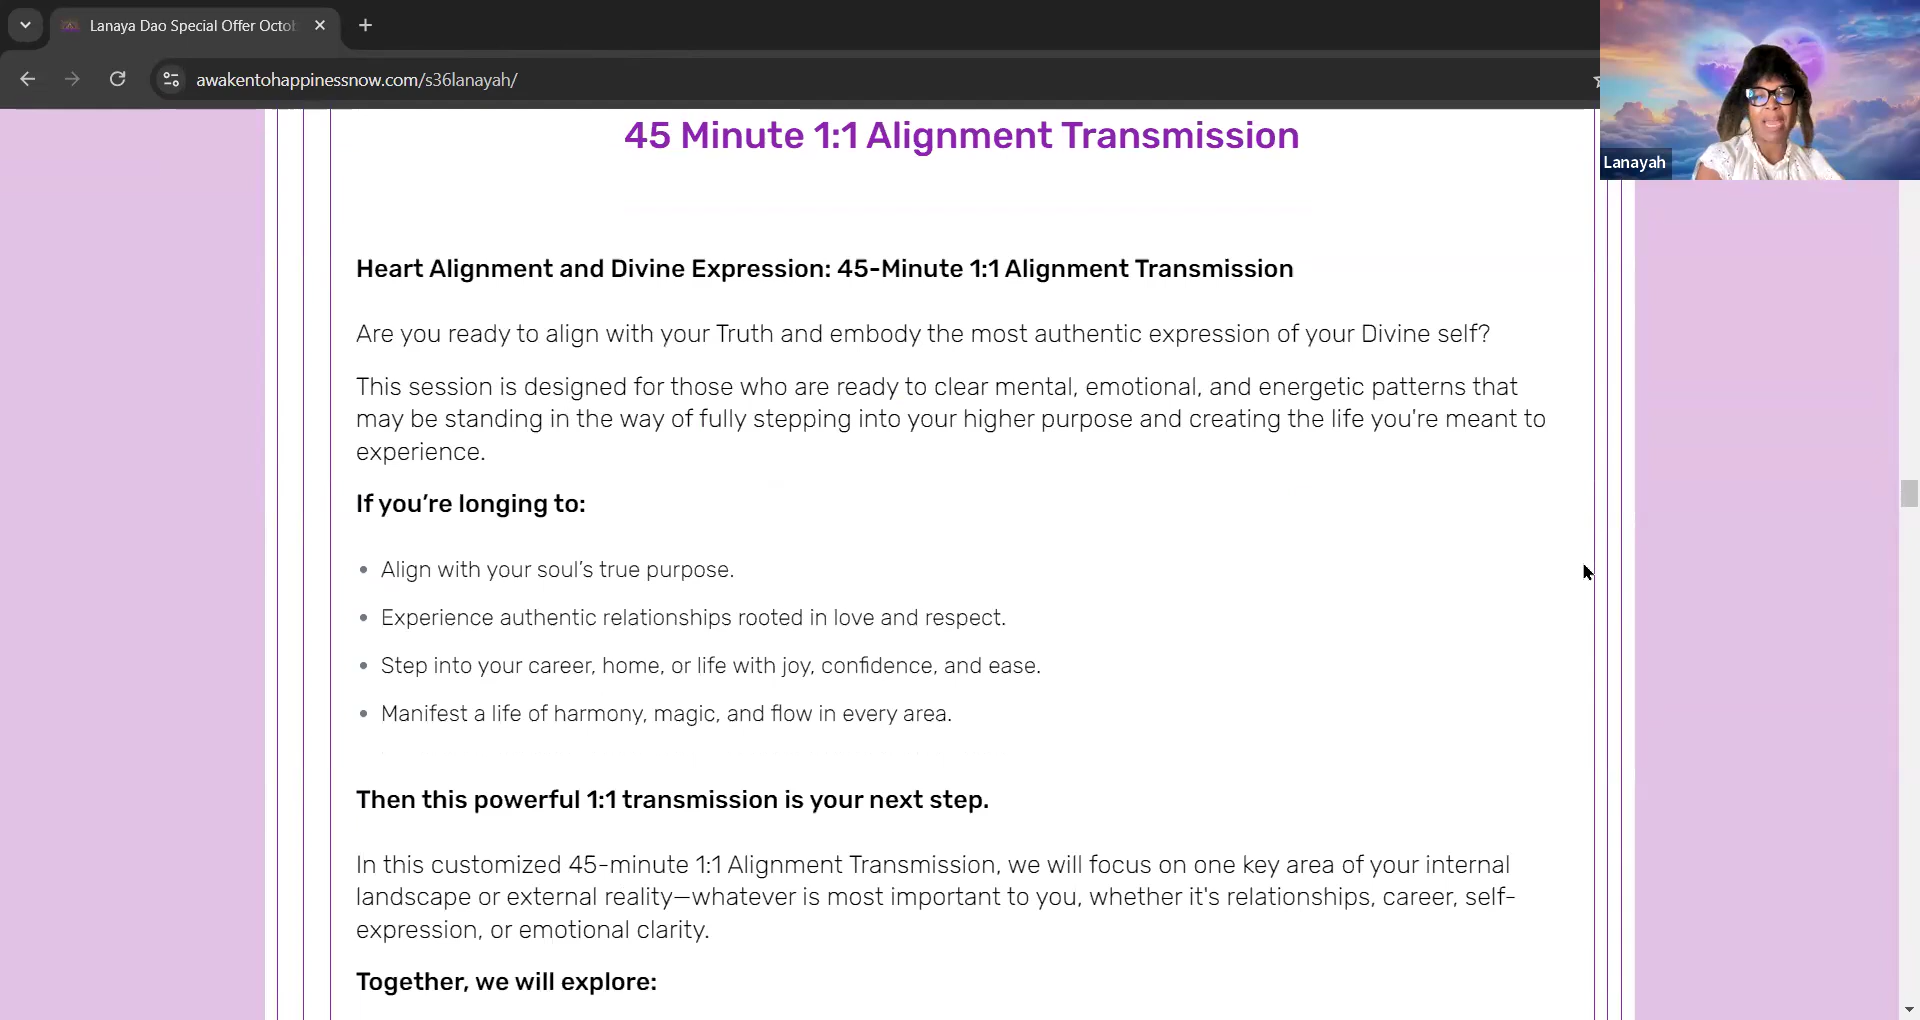 Lanaya Dao Special Offer Octob
awakentohappinessnow.com/s36lanayah/
Lanayah
45 Minute 1:1 Alignment Transmission
Heart Alignment and Divine Expression: 45-Minute 1:1 Alignment Transmission
Are you ready to align with your Truth and embody the most authentic expression of your Divine self?
This session is designed for those who are ready to clear mental, emotional, and energetic patterns that
may be standing in the way of fully stepping into your higher purpose and creating the life you're meant to
experience.
If you're longing to:
• Align with your soul's true purpose.
• Experience authentic relationships rooted in love and respect.
• Step into your career, home, or life with joy, confidence, and ease.
• Manifest a life of harmony, magic, and flow in every area.
Then this powerful 1:1 transmission is your next step.
In this customized 45-minute 1:1 Alignment Transmission, we will focus on one key area of your internal
landscape or external reality—whatever is most important to you, whether it's relationships, career, self-
expression, or emotional clarity.
Together, we will explore: